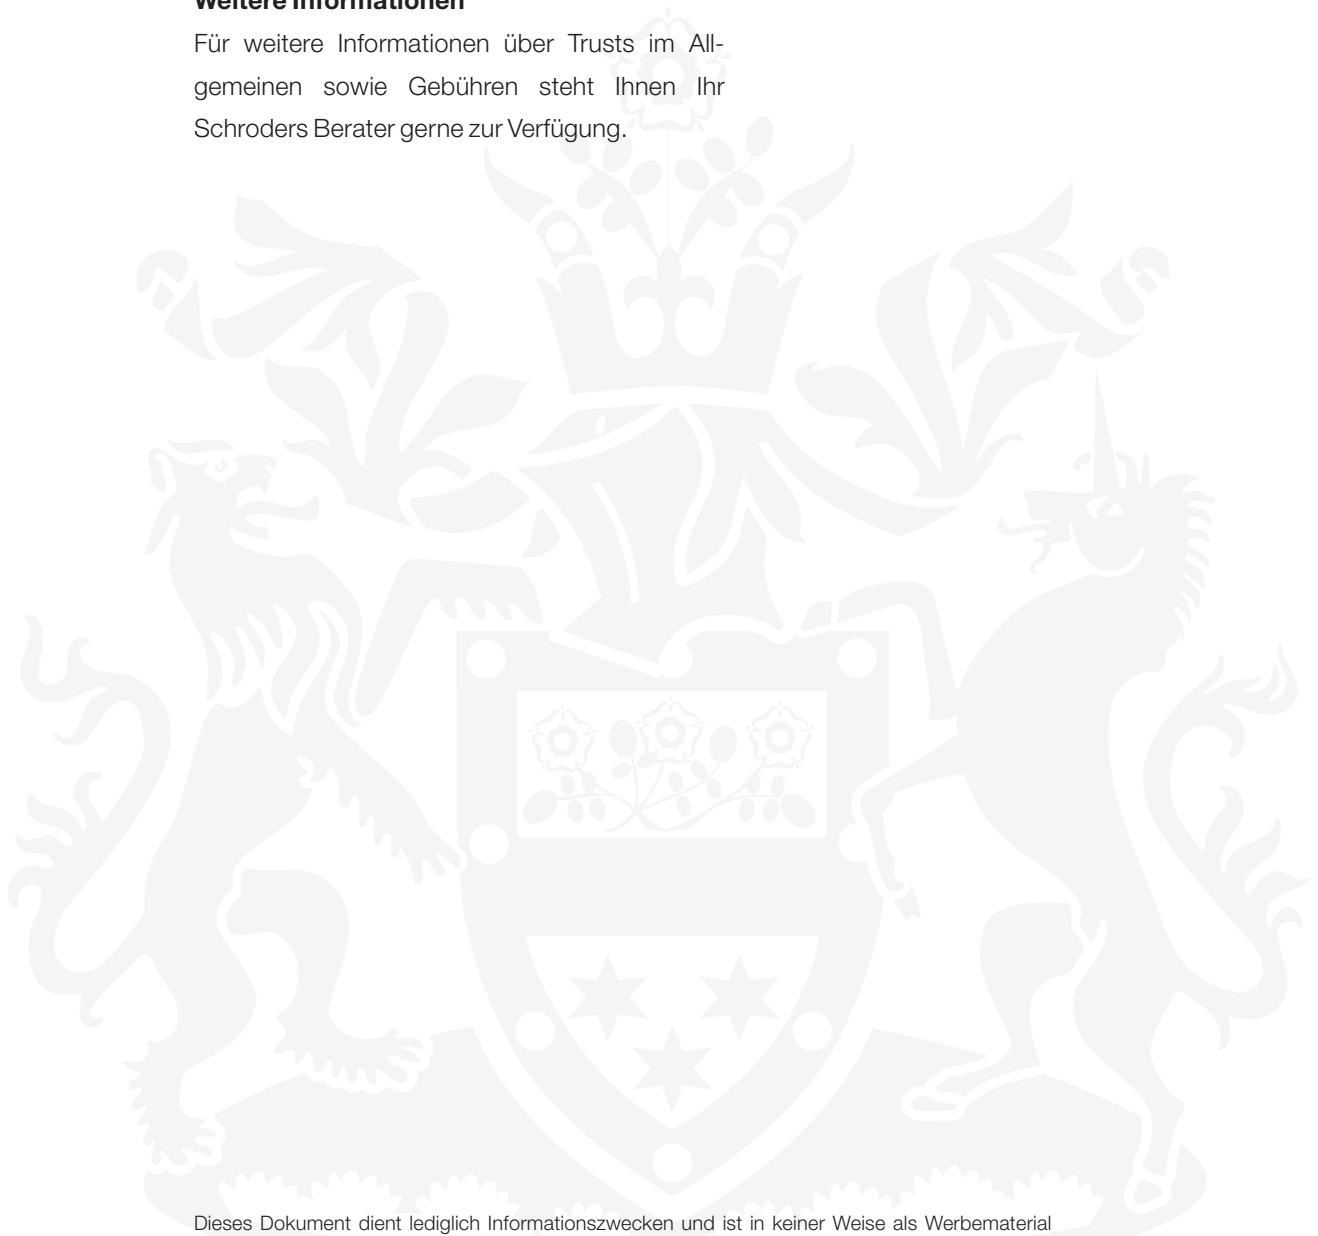 Weitere Informationen
Für weitere Informationen über Trusts im All-
gemeinen sowie Gebühren steht Ihnen Ihr
Schroders Berater gerne zur Verfügung.
Dieses Dokument dient lediglich Informationszwecken und ist in keiner Weise als Werbematerial